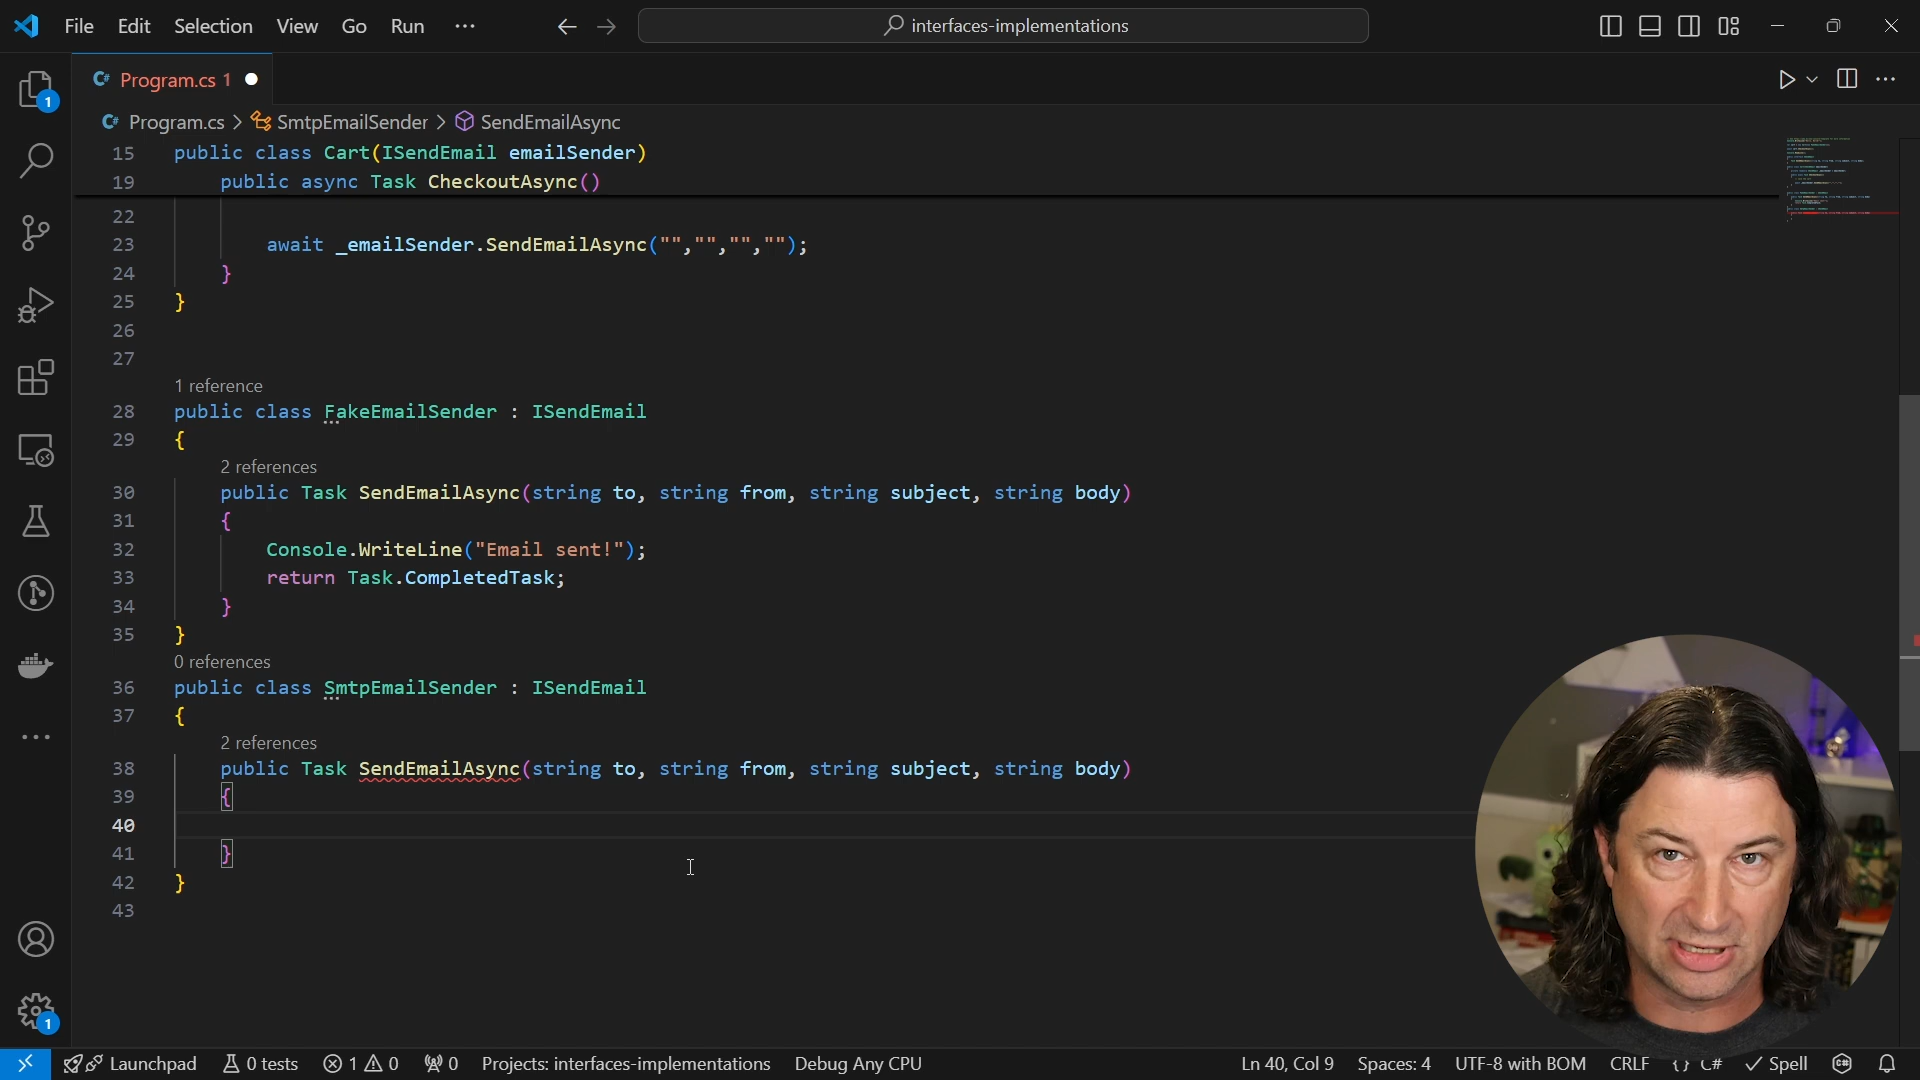 File Edit Selection View Go Run ··· interfaces-implementations
Program.cs 1
Program.cs > SmtpEmailSender > SendEmailAsync
15 public class Cart(ISendEmail emailSender)
19 public async Task CheckoutAsync()
22
23 await _emailSender.SendEmailAsync("","","","");
24 }
25 }
26
27
1 reference
28 public class FakeEmailSender : ISendEmail
29 {
2 references
30 public Task SendEmailAsync(string to, string from, string subject, string body)
31 {
32 Console.WriteLine("Email sent!");
33 return Task.CompletedTask;
34 }
35 }
0 references
36 public class SmtpEmailSender : ISendEmail
37 {
2 references
38 public Task SendEmailAsync(string to, string from, string subject, string body)
39 {
40
41 }
42 }
43
1
1
Launchpad 0 tests 1 0 0 Projects: interfaces-implementations Debug Any CPU Ln 40, Col 9 Spaces: 4 UTF-8 with BOM CRLF {} C# Spell